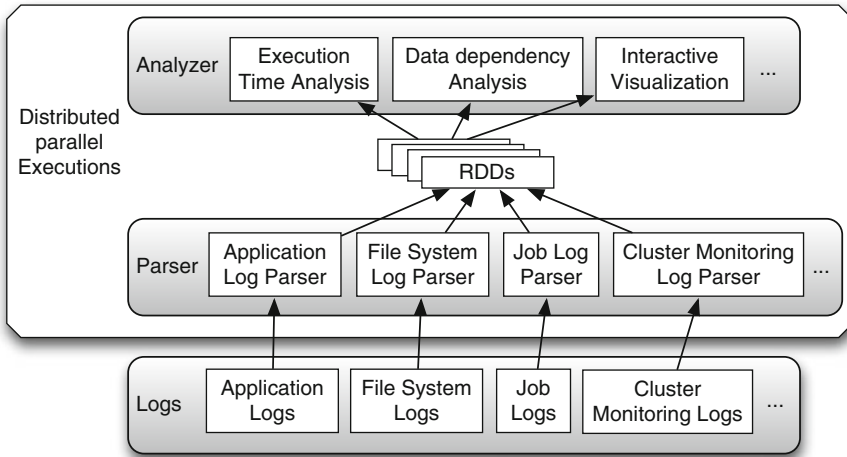 Analyzer
Execution
Time Analysis
Data dependency
Analysis
Interactive
Visualization
...
Distributed
parallel
Executions
RDDs
Parser
Application
Log Parser
File System
Log Parser
Job Log
Parser
Cluster Monitoring
Log Parser
...
Logs
Application
Logs
File System
Logs
Job
Logs
Cluster
Monitoring Logs
...